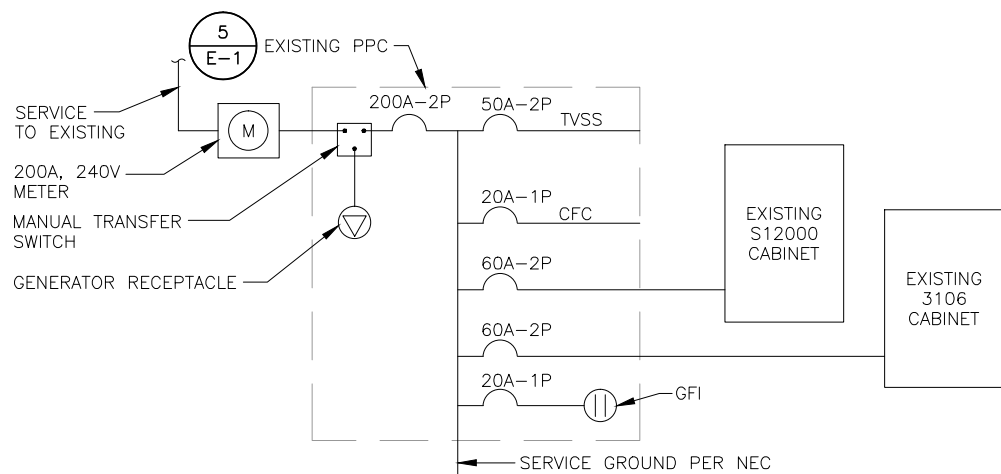 5
E-1
EXISTING PPC
SERVICE
TO EXISTING
M
200A, 240V
METER
MANUAL TRANSFER
SWITCH
GENERATOR RECEPTACLE
200A-2P
50A-2P
TVSS
20A-1P
CFC
60A-2P
EXISTING
S12000
CABINET
60A-2P
EXISTING
3106
CABINET
20A-1P
GFI
SERVICE GROUND PER NEC